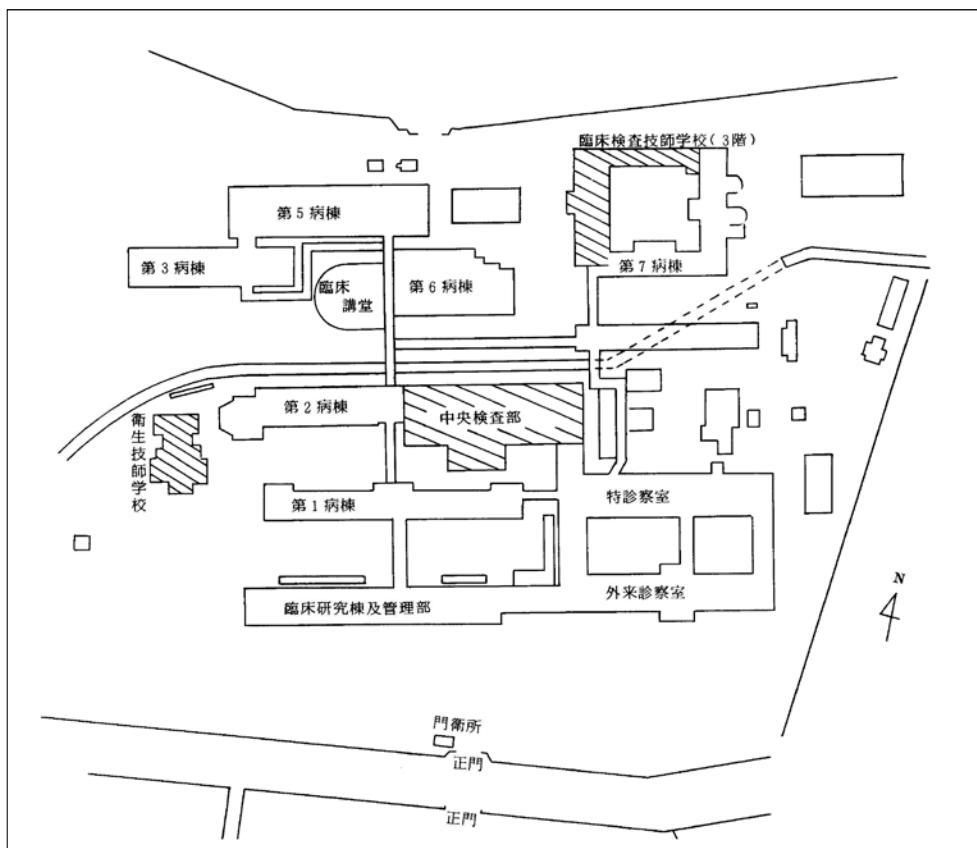 臨床検査技師学校(3階)
第5病棟
第3病棟
第7病棟
臨床
講堂
第6病棟
第2病棟
中央検査部
衛生技師学校
第1病棟
特診察室
外来診察室
臨床研究棟及管理部
N
門衛所
正門
正門